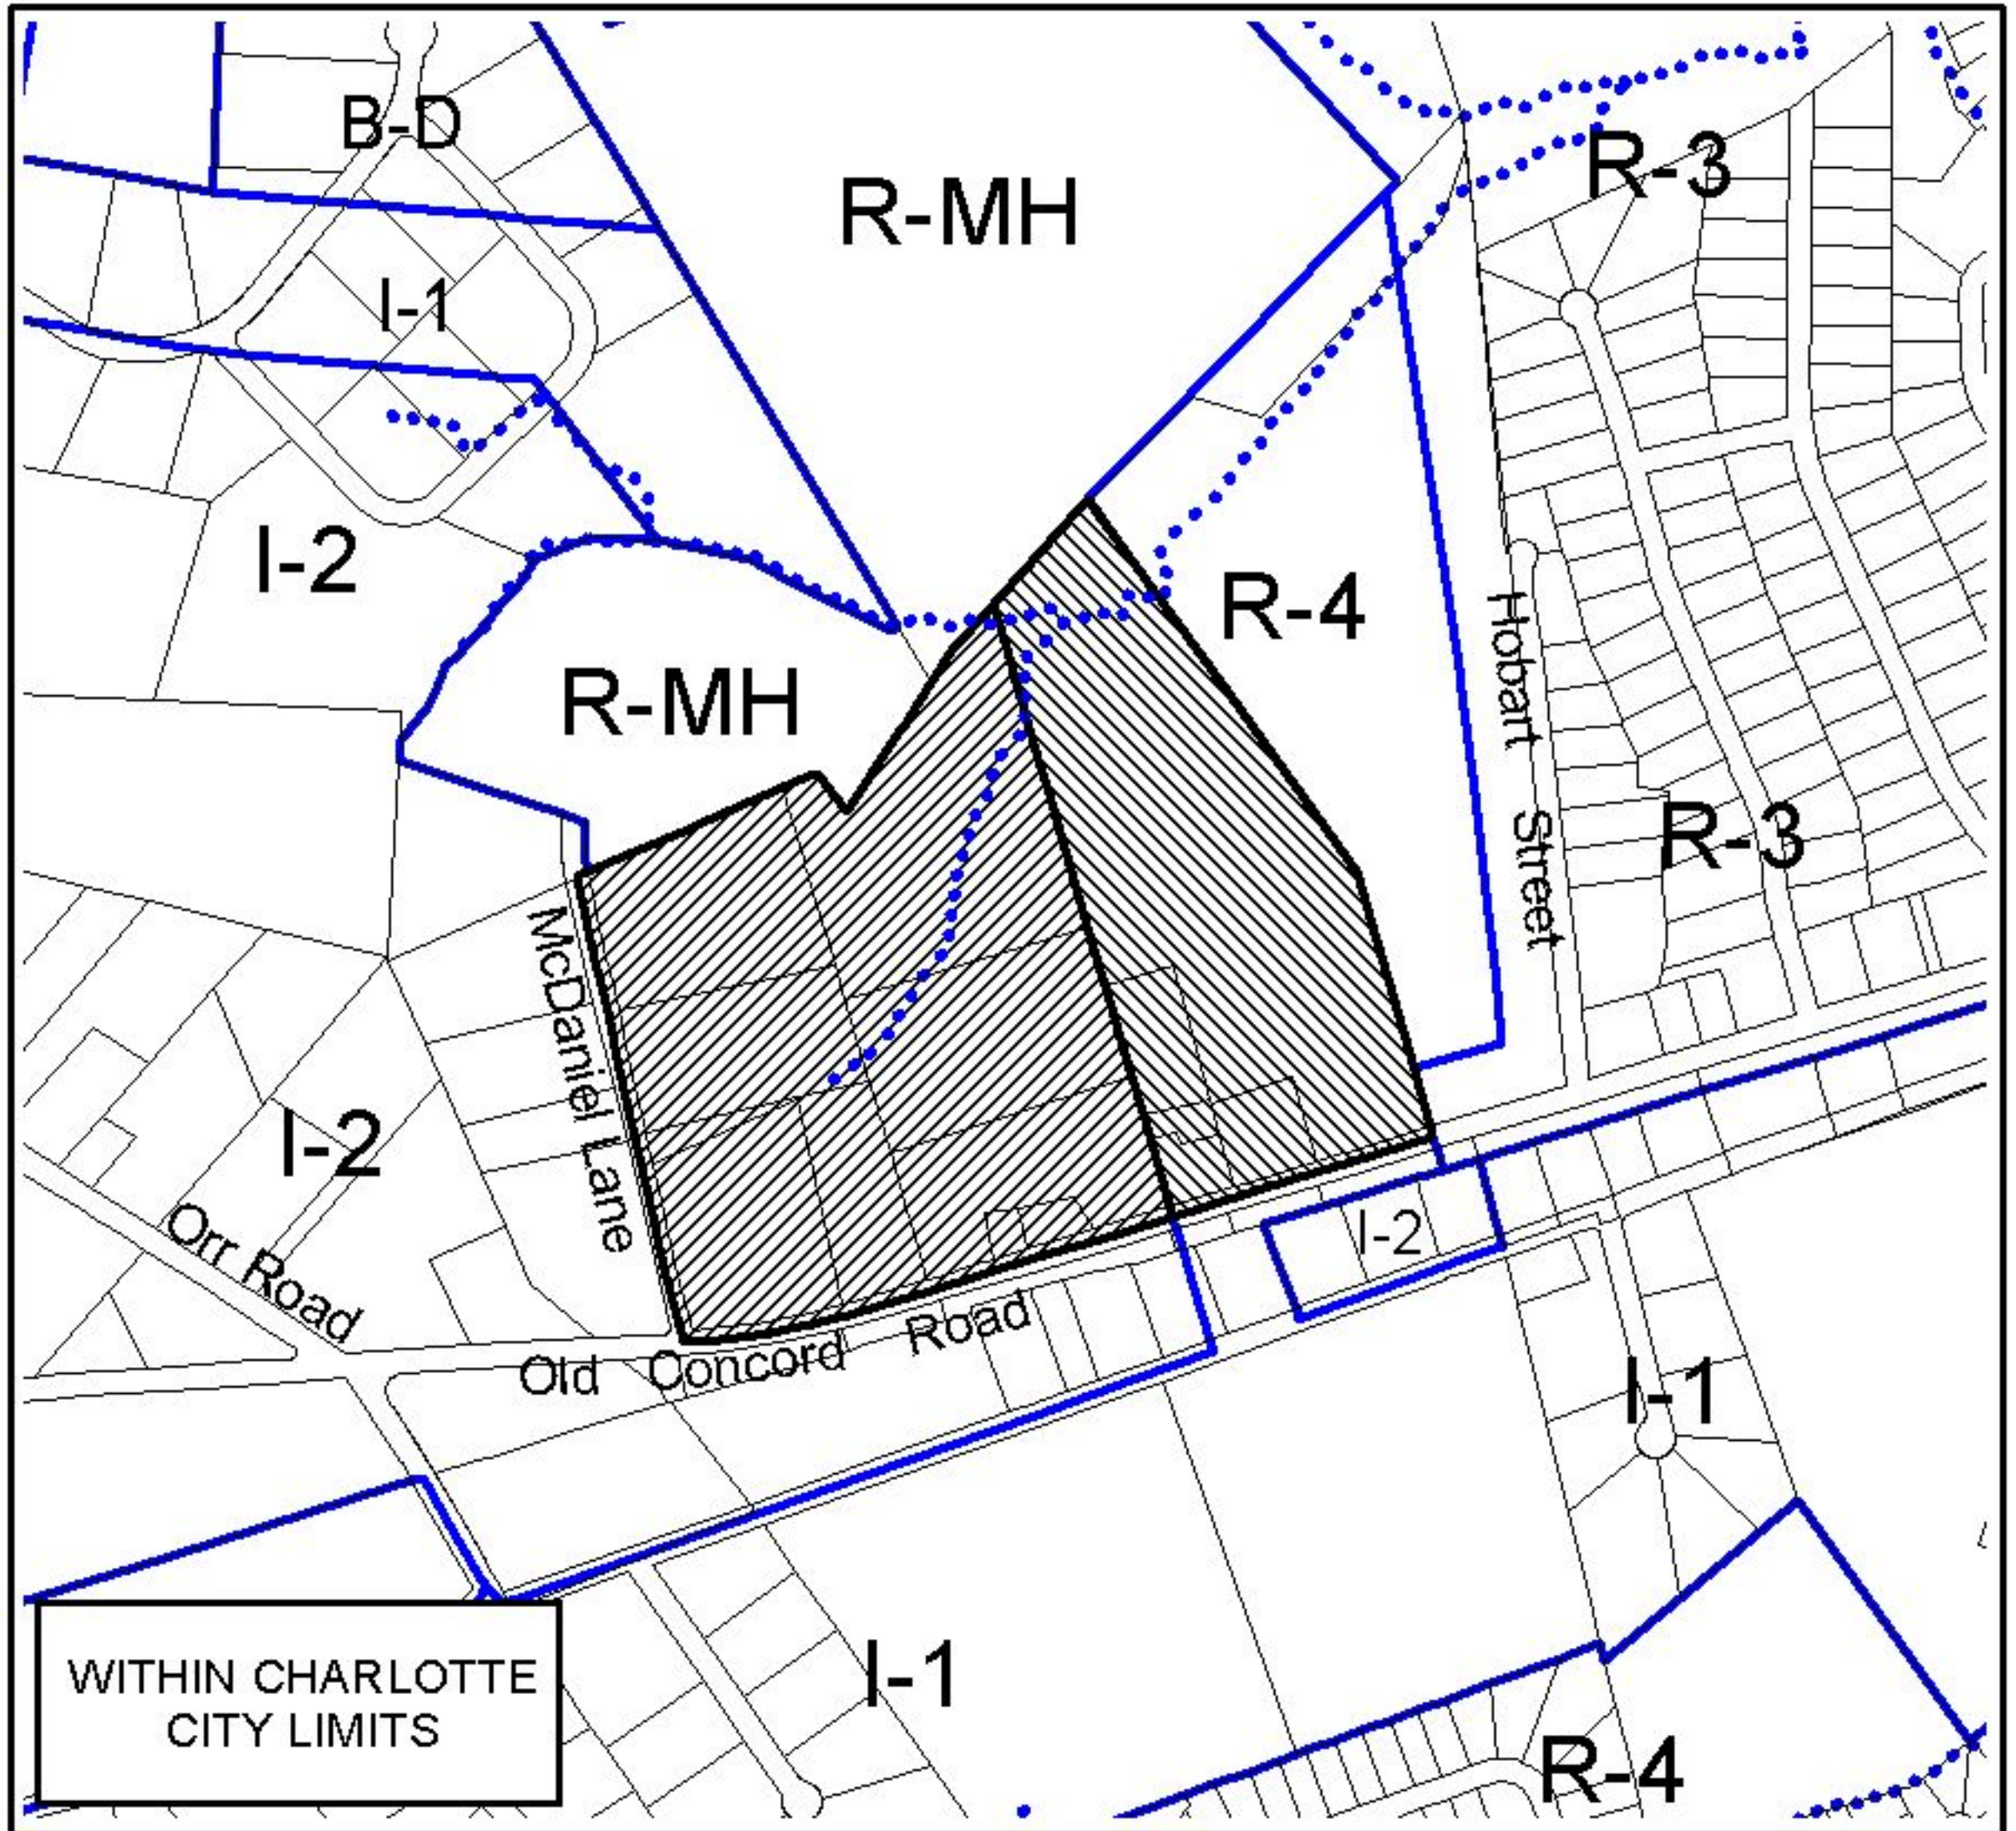 B-D
R-MH
R-3
I-1
I-2
R-4
R-MH
Hobart Street
R-3
McDaniel Lane
I-2
Orr Road
I-2
Old Concord Road
I-1
I-1
R-4
WITHIN CHARLOTTE
CITY LIMITS